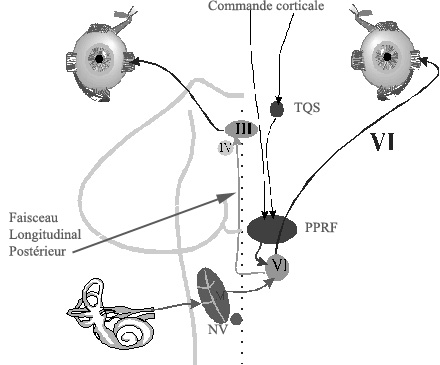 Commande corticale
TQS
III
IV
VI
Faisceau
Longitudinal
Postérieur
PPRF
VI
M
NV